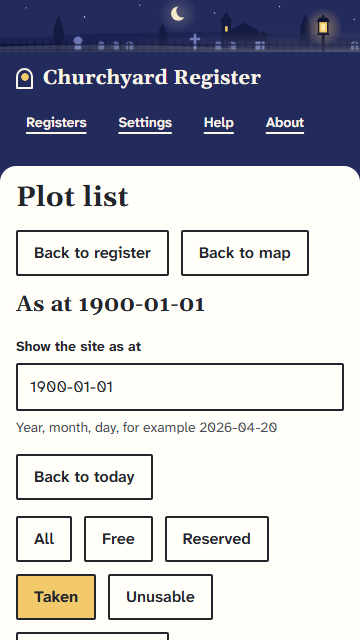 Churchyard Register
Registers Settings Help About
Plot list
Back to register Back to map
As at 1900-01-01
Show the site as at
1900-01-01
Year, month, day, for example 2026-04-20
Back to today
All Free Reserved
Taken Unusable